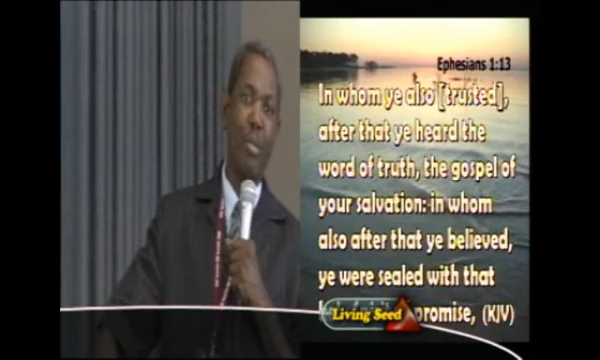 Ephesians 1:13
In whom ye also [trusted],
after that ye heard the
word of truth, the gospel of
your salvation: in whom
also after that ye believed,
ye were sealed with that
promise, (KJV)
Living Seed